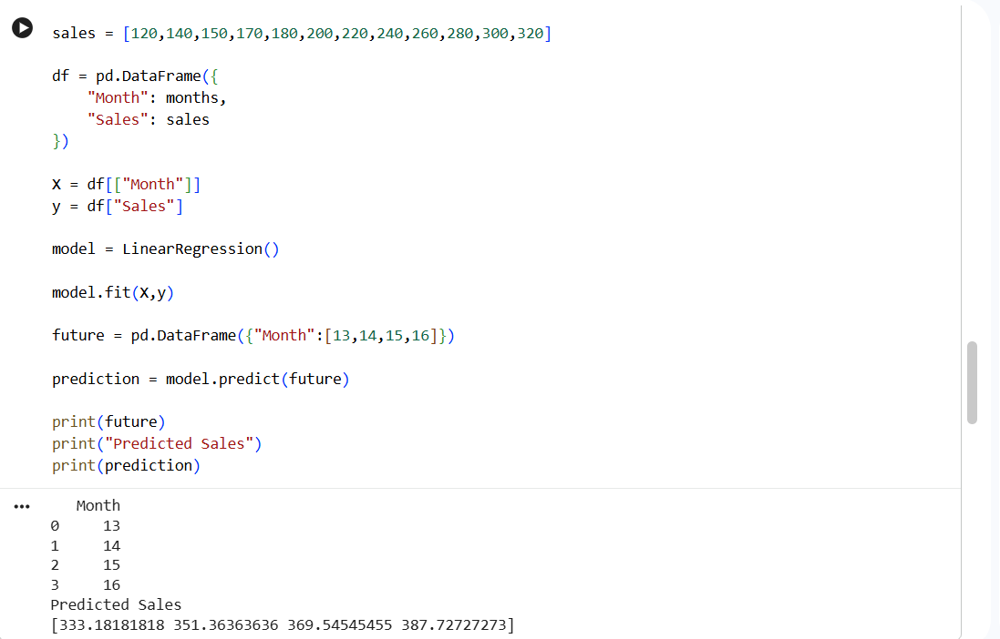 sales = [120,140,150,170,180,200,220,240,260,280,300,320]
df = pd.DataFrame({
    "Month": months,
    "Sales": sales
})
X = df[["Month"]]
y = df["Sales"]
model = LinearRegression()
model.fit(X,y)
future = pd.DataFrame({"Month":[13,14,15,16]})
prediction = model.predict(future)
print(future)
print("Predicted Sales")
print(prediction)
   Month
0     13
1     14
2     15
3     16
Predicted Sales
[333.18181818 351.36363636 369.54545455 387.72727273]